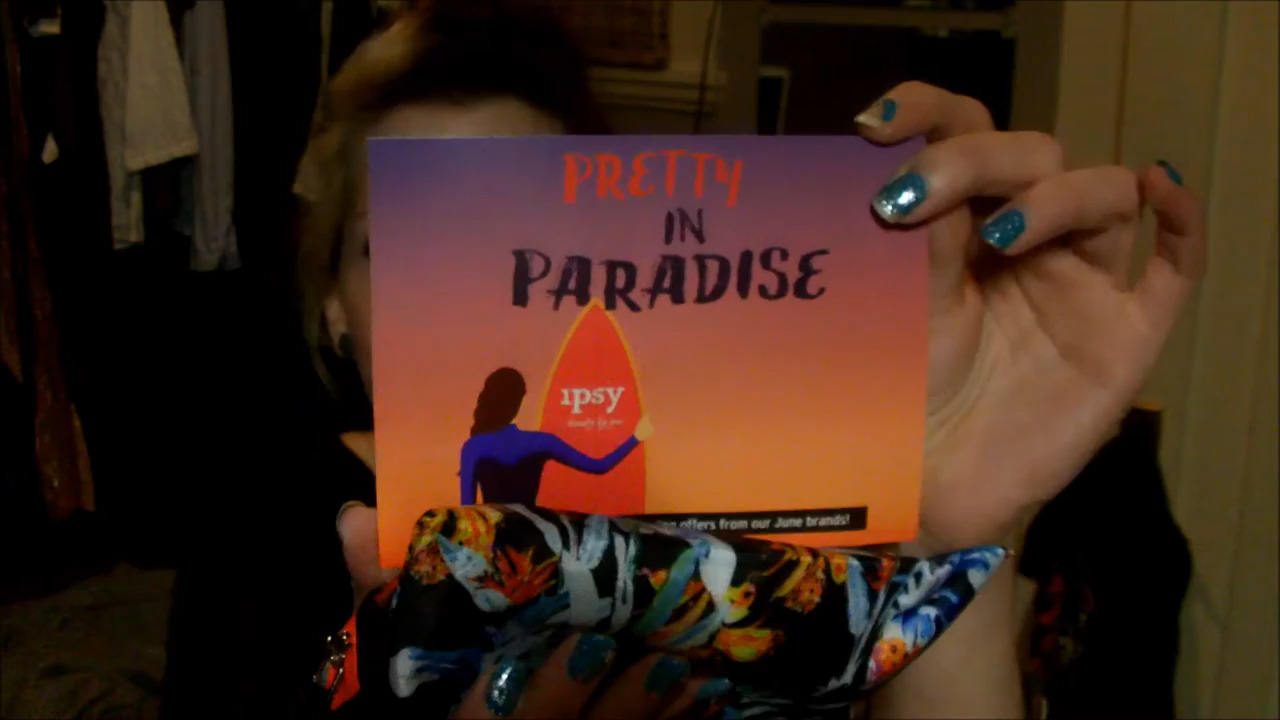 PRETTY
IN
PARADISE
ipsy
offers from our June brands!